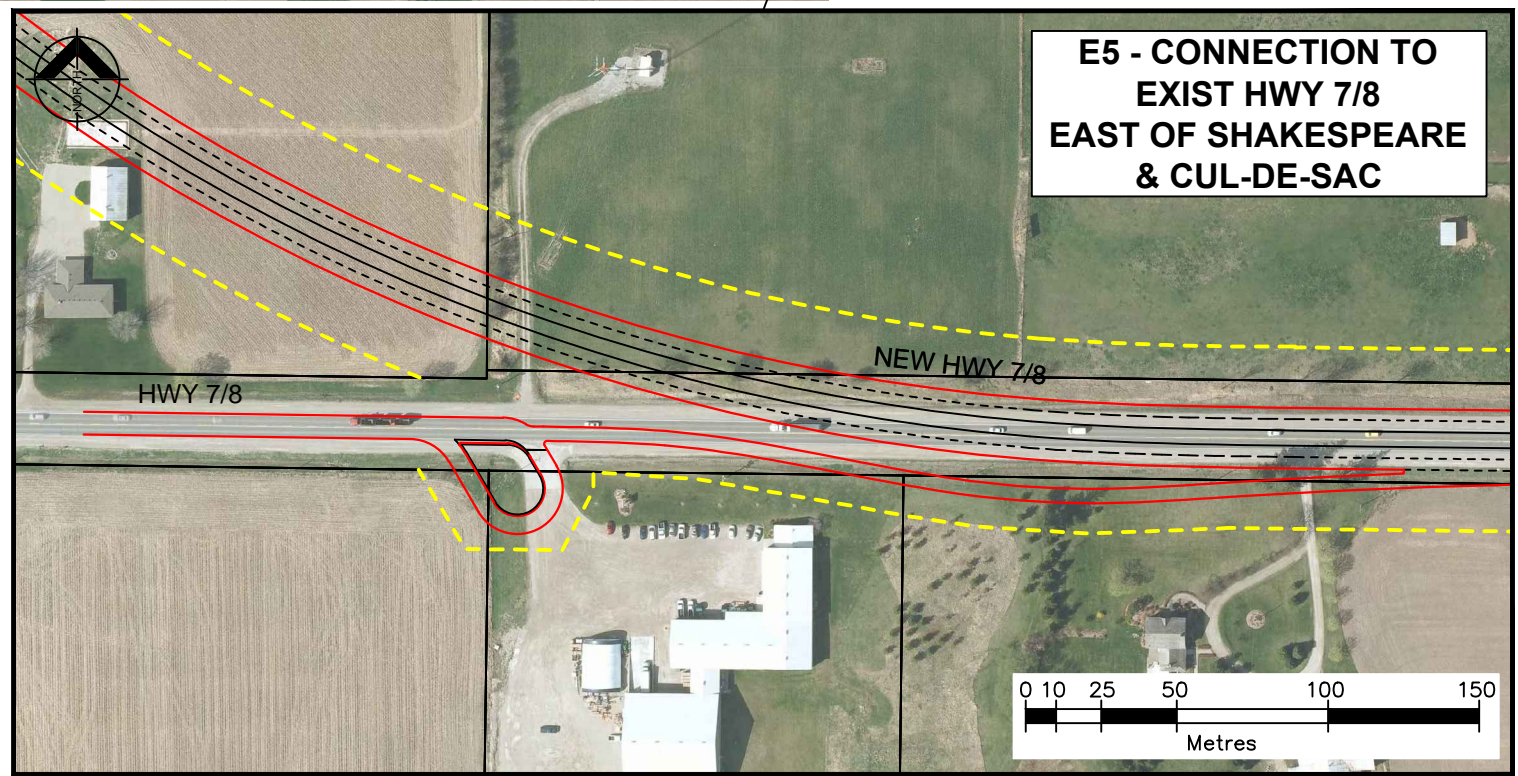 E5 - CONNECTION TO
EXIST HWY 7/8
EAST OF SHAKESPEARE
& CUL-DE-SAC
NORTH
NEW HWY 7/8
HWY 7/8
0 10 25 50 100 150
Metres